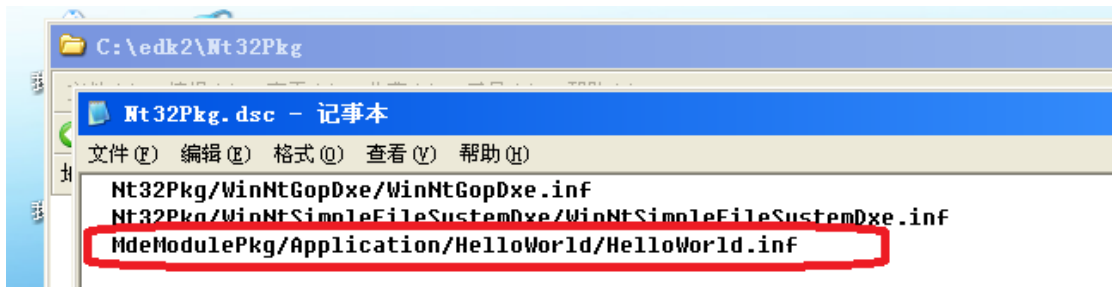 C:\edk2\Nt32Pkg
Nt32Pkg.dsc - 记事本
文件(F) 编辑(E) 格式(O) 查看(V) 帮助(H)
Nt32Pkg/WinNtGopDxe/WinNtGopDxe.inf
Nt32Pkg/WinNtSimpleFileSystemDxe/WinNtSimpleFileSystemDxe.inf
MdeModulePkg/Application/HelloWorld/HelloWorld.inf